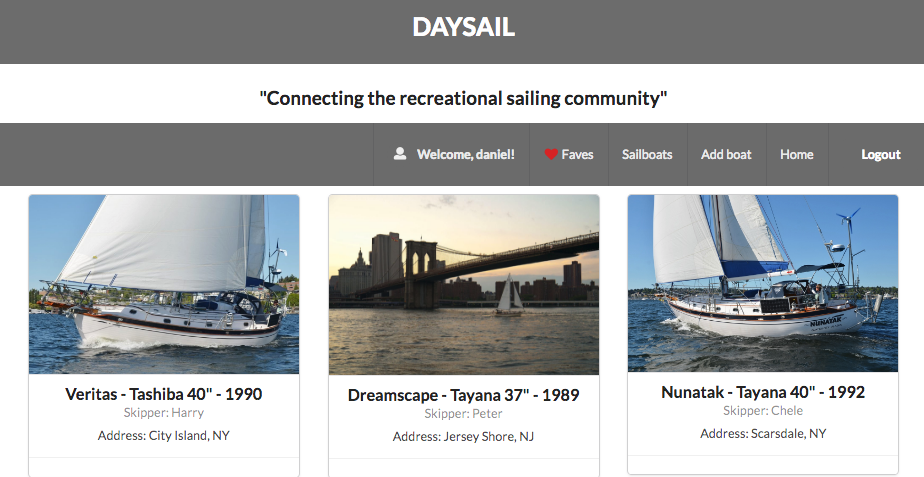 DAYSAIL
"Connecting the recreational sailing community"
Welcome, daniel! Faves Sailboats Add boat Home Logout
NUNATAK
Veritas - Tashiba 40" - 1990
Skipper: Harry
Address: City Island, NY
Dreamscape - Tayana 37" - 1989
Skipper: Peter
Address: Jersey Shore, NJ
Nunatak - Tayana 40" - 1992
Skipper: Chele
Address: Scarsdale, NY